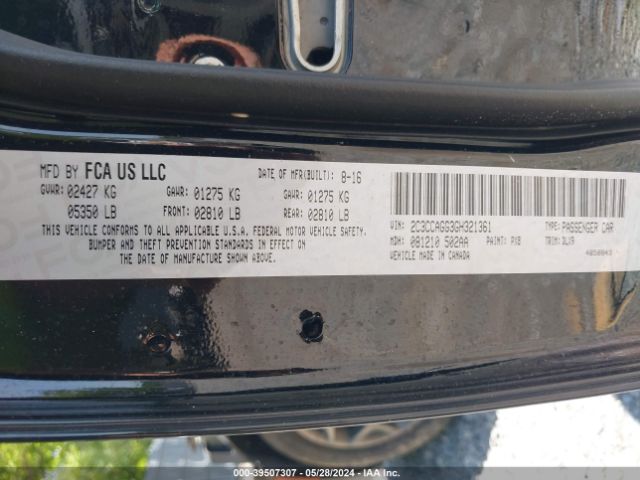 MFD BY FCA US LLC DATE OF MFR(BUILT): 8-16
GVWR: 02427 KG GAWR: 01275 KG GAWR: 01275 KG
05350 LB FRONT: 02810 LB REAR: 02810 LB
THIS VEHICLE CONFORMS TO ALL APPLICABLE U.S.A. FEDERAL MOTOR VEHICLE SAFETY,
BUMPER AND THEFT PREVENTION STANDARDS IN EFFECT ON
THE DATE OF MANUFACTURE SHOWN ABOVE.
VIN: 2C3CCAGG3GH321361 TYPE: PASSENGER CAR
MDH: 081210 502AA PAINT: PX8 TRIM: DLX9
VEHICLE MADE IN CANADA
000-39507307 - 05/28/2024 - IAAI.COM